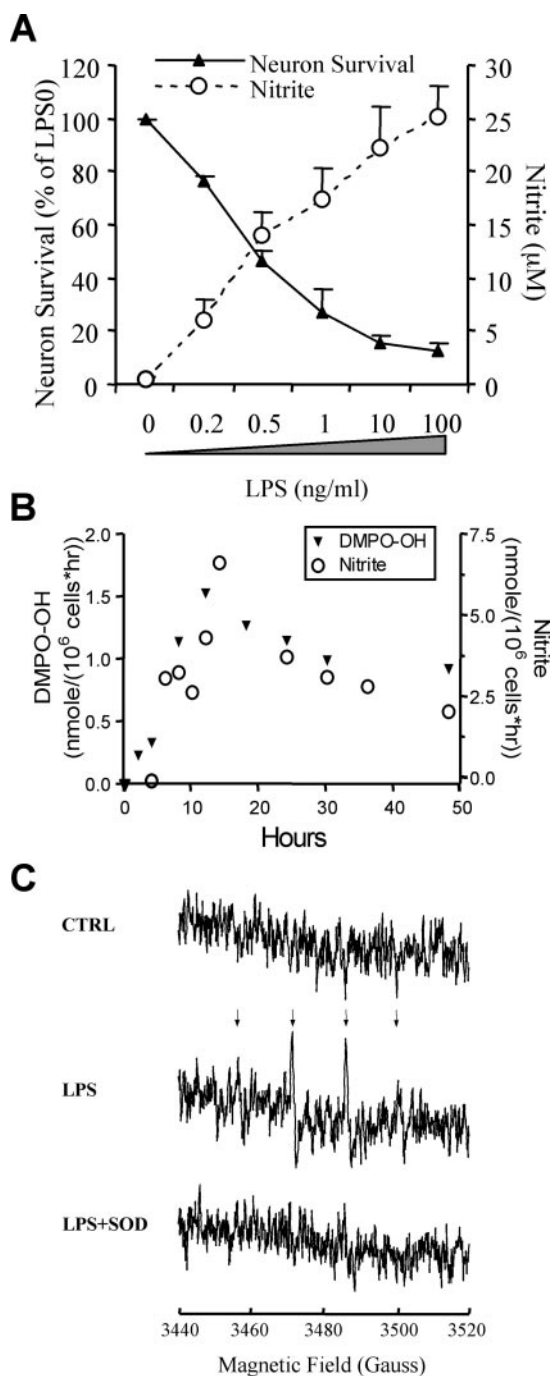 A
Neuron Survival
Nitrite
Neuron Survival (% of LPS0)
120
100
80
60
40
20
0
30
25
20
15
10
5
0
Nitrite (μM)
0 0.2 0.5 1 10 100
LPS (ng/ml)
B
DMPO-OH
(nmole/(10⁶ cells*hr))
2.0
1.5
1.0
0.5
0.0
DMPO-OH
Nitrite
7.5
5.0
2.5
0.0
Nitrite
(nmole/(10⁶ cells*hr))
0 10 20 30 40 50
Hours
C
CTRL
LPS
LPS+SOD
3440 3460 3480 3500 3520
Magnetic Field (Gauss)